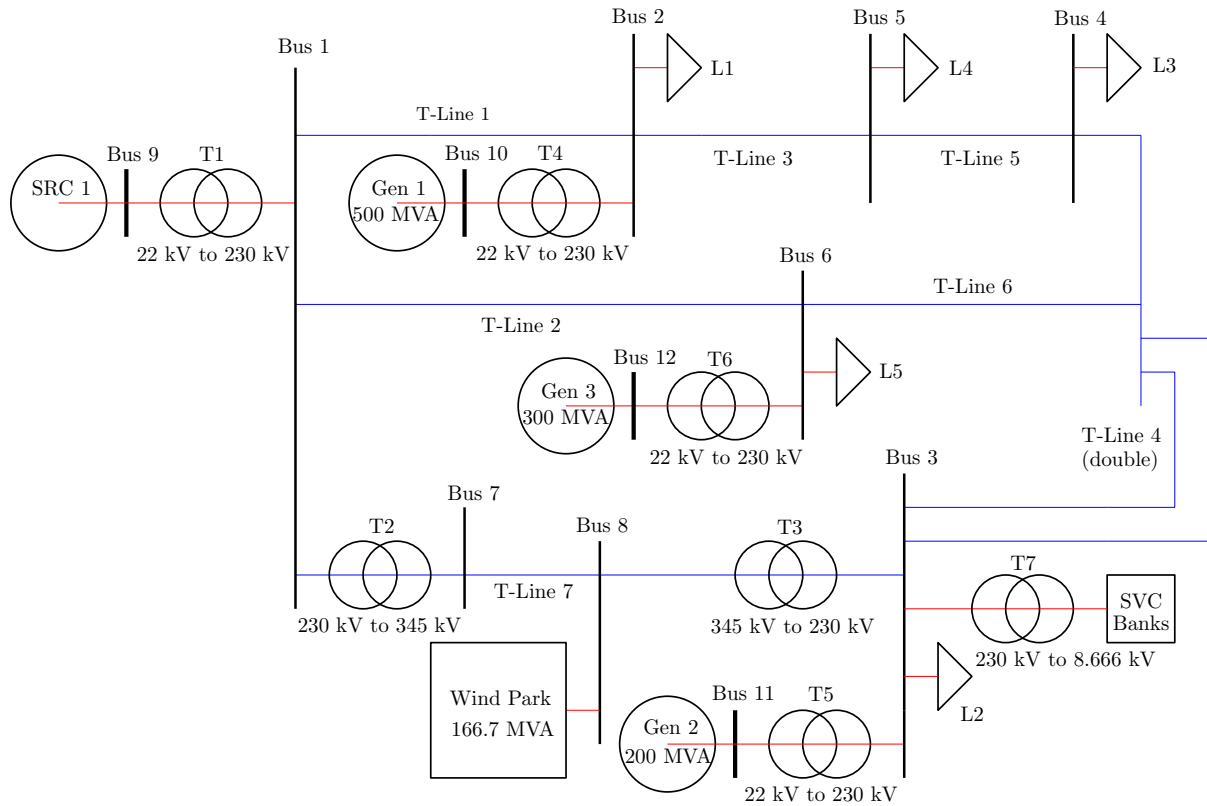 Bus 2
Bus 5
Bus 4
Bus 1
L1
L4
L3
T-Line 1
Bus 9
T1
Bus 10
T4
T-Line 3
T-Line 5
SRC 1
Gen 1
500 MVA
22 kV to 230 kV
22 kV to 230 kV
Bus 6
T-Line 6
T-Line 2
Bus 12
T6
L5
Gen 3
300 MVA
T-Line 4
(double)
22 kV to 230 kV
Bus 3
Bus 7
Bus 8
T2
T3
T7
T-Line 7
SVC
Banks
230 kV to 345 kV
345 kV to 230 kV
230 kV to 8.666 kV
Wind Park
166.7 MVA
Bus 11
T5
L2
Gen 2
200 MVA
22 kV to 230 kV